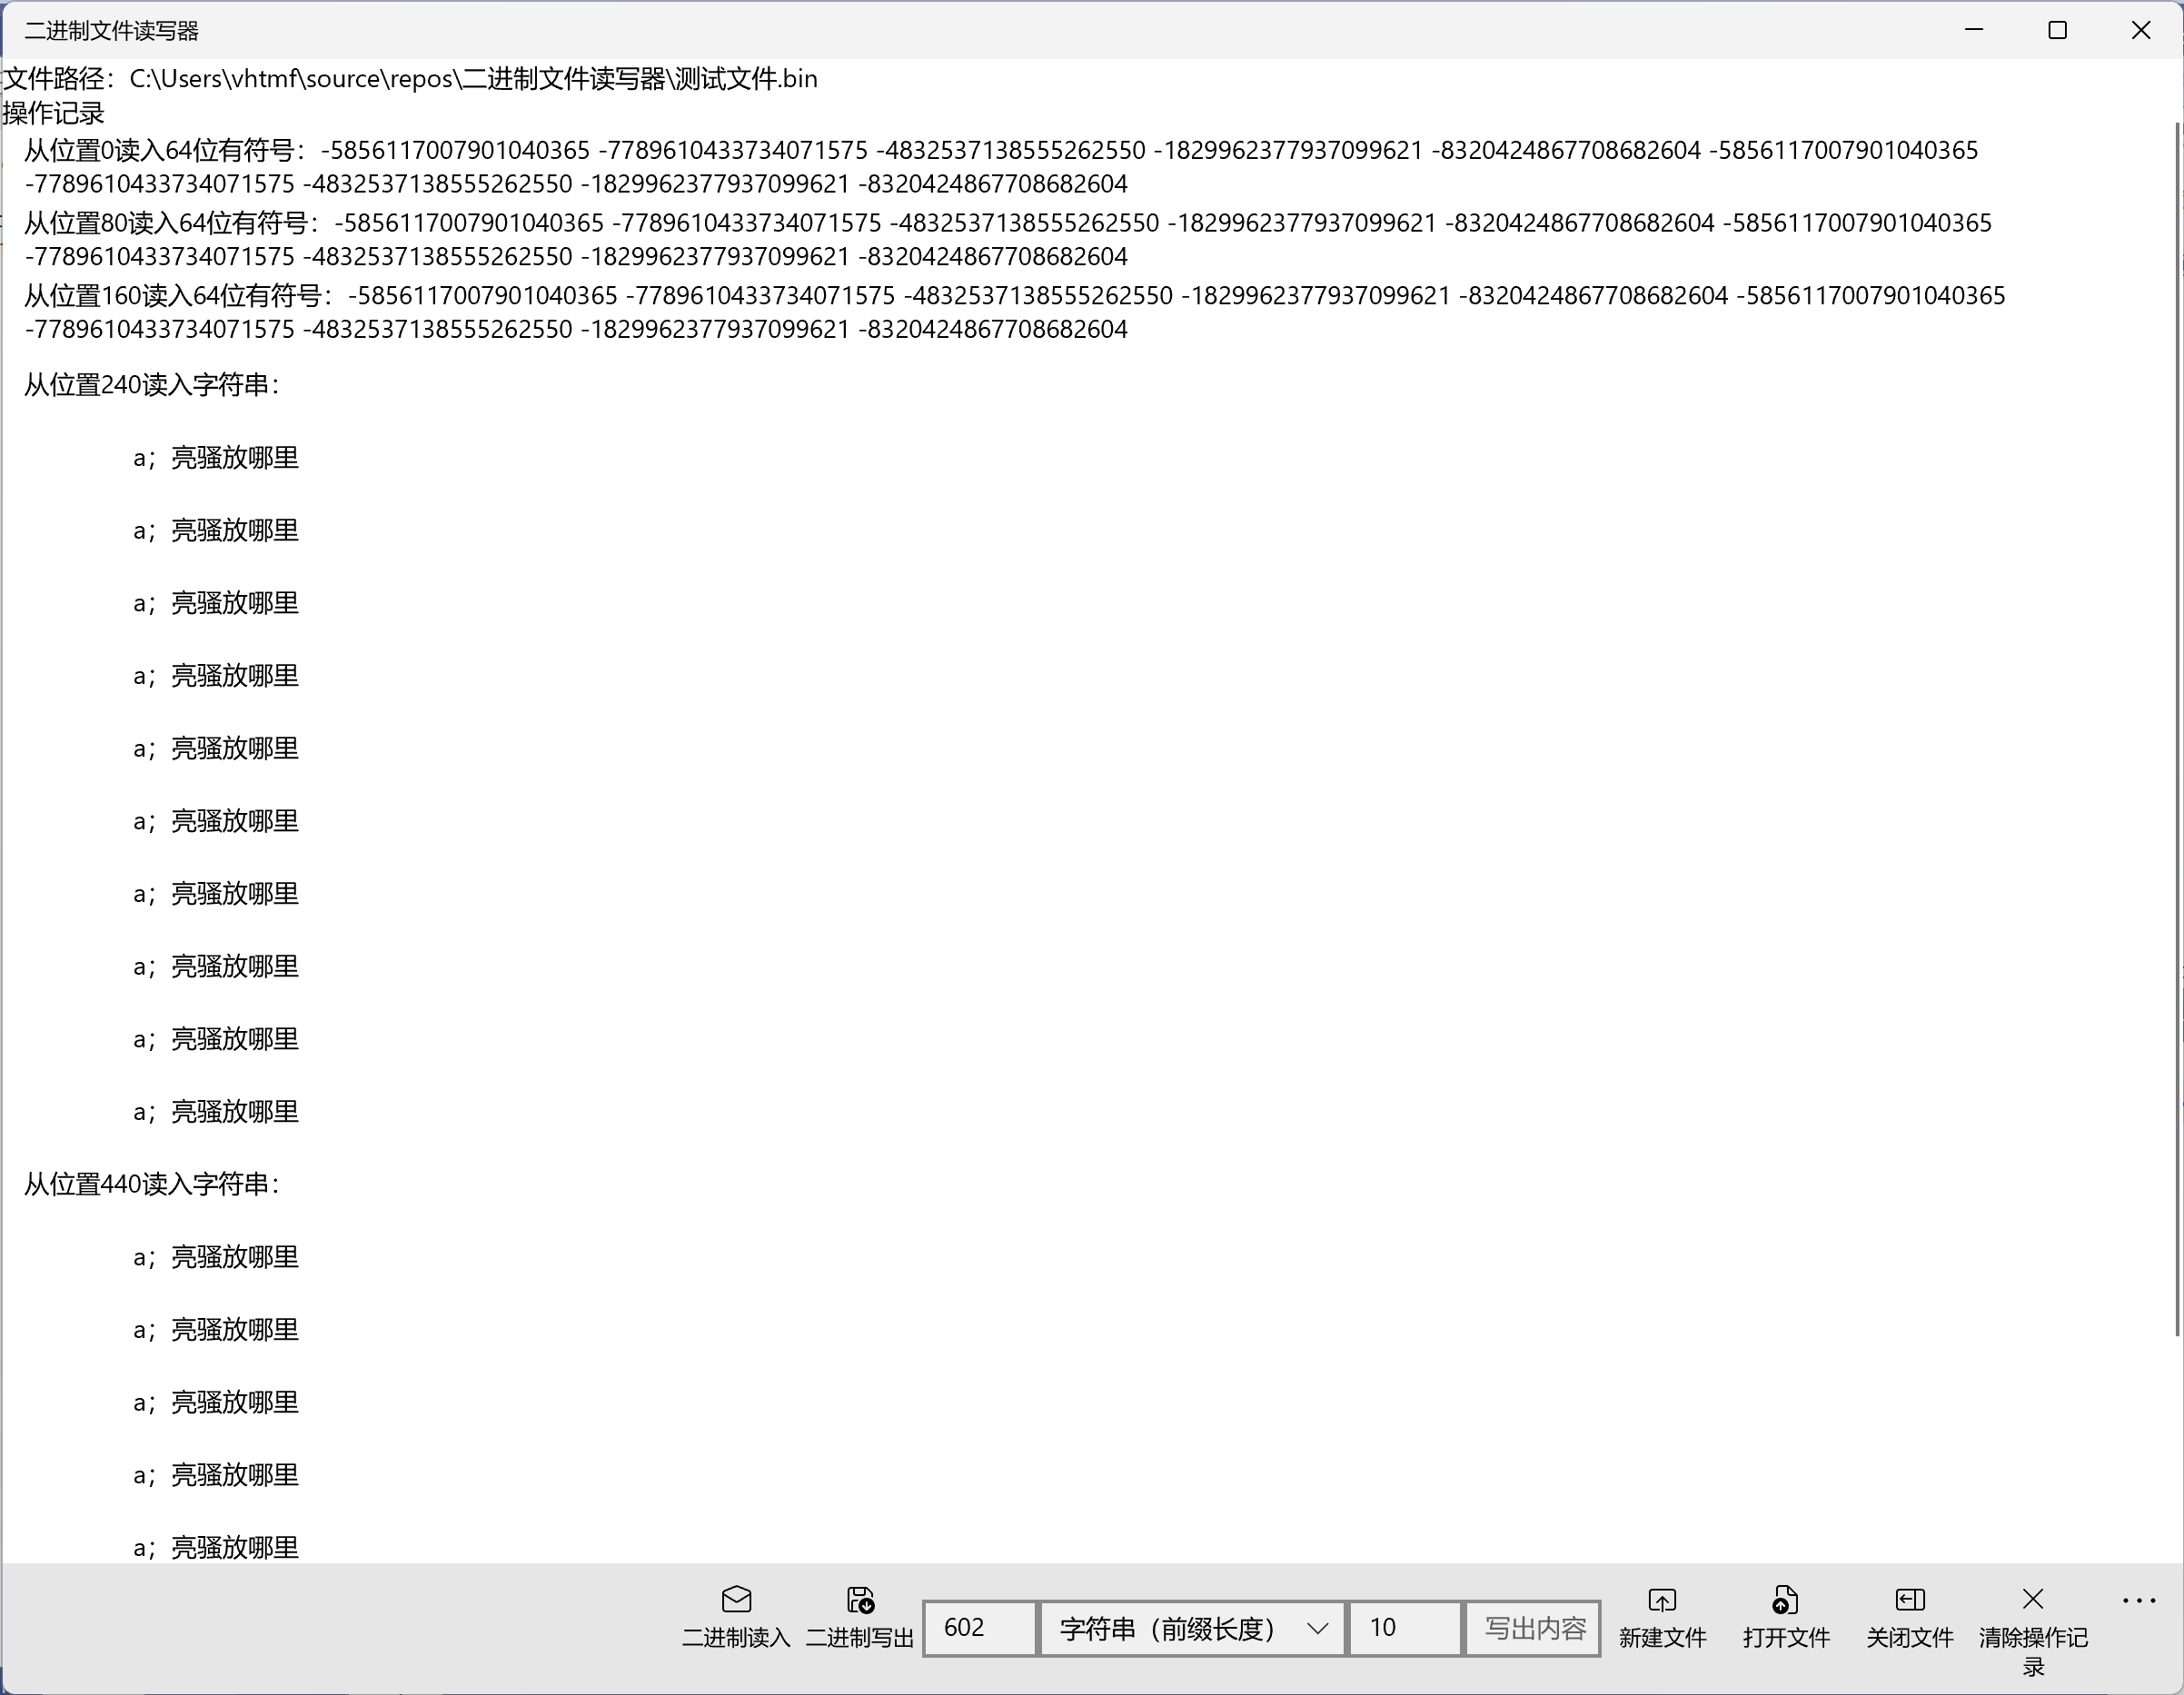 二进制文件读写器
文件路径：C:\Users\vhtmf\source\repos\二进制文件读写器\测试文件.bin
操作记录
从位置0读入64位有符号：-5856117007901040365 -7789610433734071575 -4832537138555262550 -1829962377937099621 -8320424867708682604 -5856117007901040365
-7789610433734071575 -4832537138555262550 -1829962377937099621 -8320424867708682604
从位置80读入64位有符号：-5856117007901040365 -7789610433734071575 -4832537138555262550 -1829962377937099621 -8320424867708682604 -5856117007901040365
-7789610433734071575 -4832537138555262550 -1829962377937099621 -8320424867708682604
从位置160读入64位有符号：-5856117007901040365 -7789610433734071575 -4832537138555262550 -1829962377937099621 -8320424867708682604 -5856117007901040365
-7789610433734071575 -4832537138555262550 -1829962377937099621 -8320424867708682604
从位置240读入字符串：
a；亮骚放哪里
a；亮骚放哪里
a；亮骚放哪里
a；亮骚放哪里
a；亮骚放哪里
a；亮骚放哪里
a；亮骚放哪里
a；亮骚放哪里
a；亮骚放哪里
a；亮骚放哪里
从位置440读入字符串：
a；亮骚放哪里
a；亮骚放哪里
a；亮骚放哪里
a；亮骚放哪里
a；亮骚放哪里
二进制读入 二进制写出 602 字符串（前缀长度） 10 写出内容 新建文件 打开文件 关闭文件 清除操作记
录